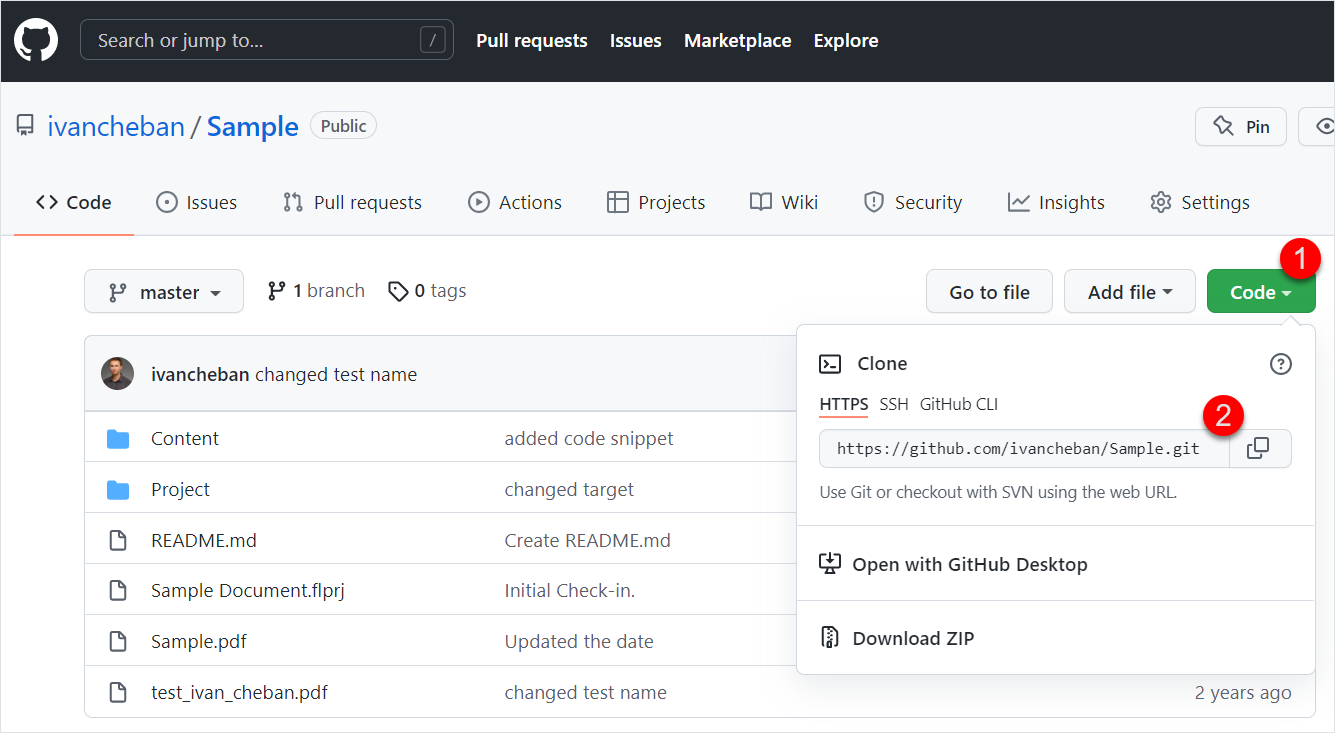 Search or jump to... / Pull requests Issues Marketplace Explore
ivancheban / Sample Public Pin
Code Issues Pull requests Actions Projects Wiki Security Insights Settings
1
master 1 branch 0 tags Go to file Add file Code
ivancheban changed test name
Content added code snippet
Project changed target
README.md Create README.md
Sample Document.flprj Initial Check-in.
Sample.pdf Updated the date
test_ivan_cheban.pdf changed test name 2 years ago
Clone ?
HTTPS SSH GitHub CLI
2
https://github.com/ivancheban/Sample.git
Use Git or checkout with SVN using the web URL.
Open with GitHub Desktop
Download ZIP